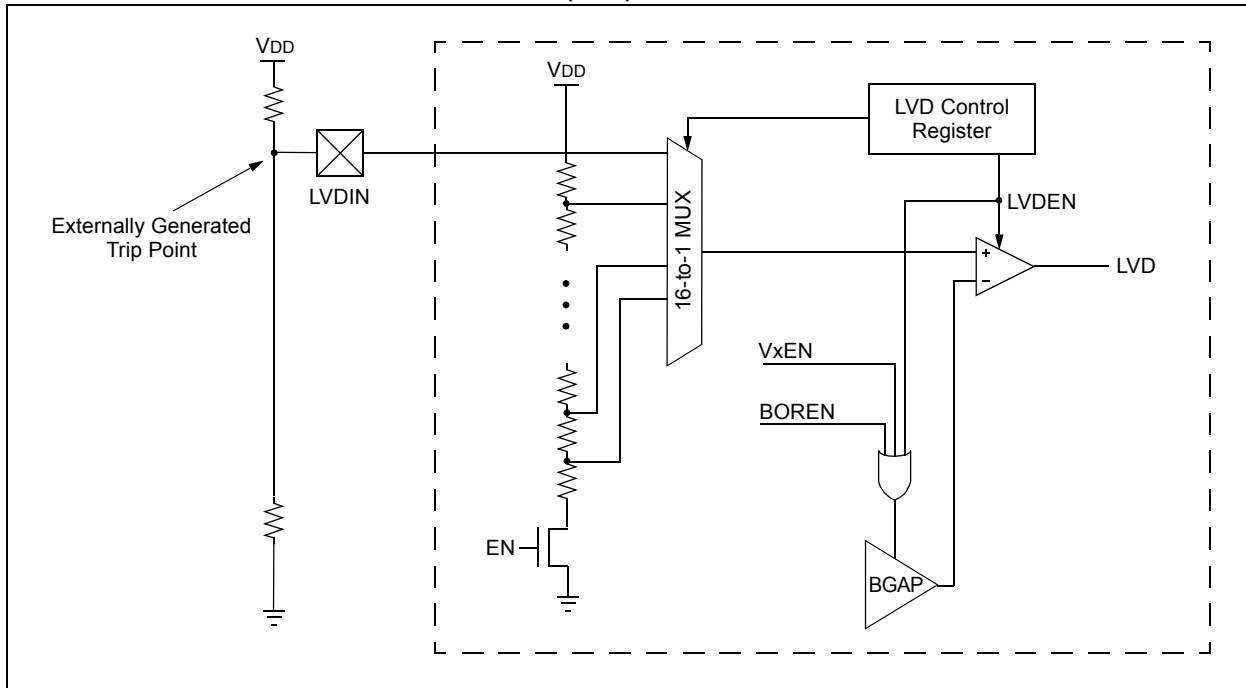 VDD
VDD
LVD Control
Register
LVDIN
Externally Generated
Trip Point
16-to-1 MUX
LVDEN
+
–
LVD
VxEN
BOREN
EN
BGAP